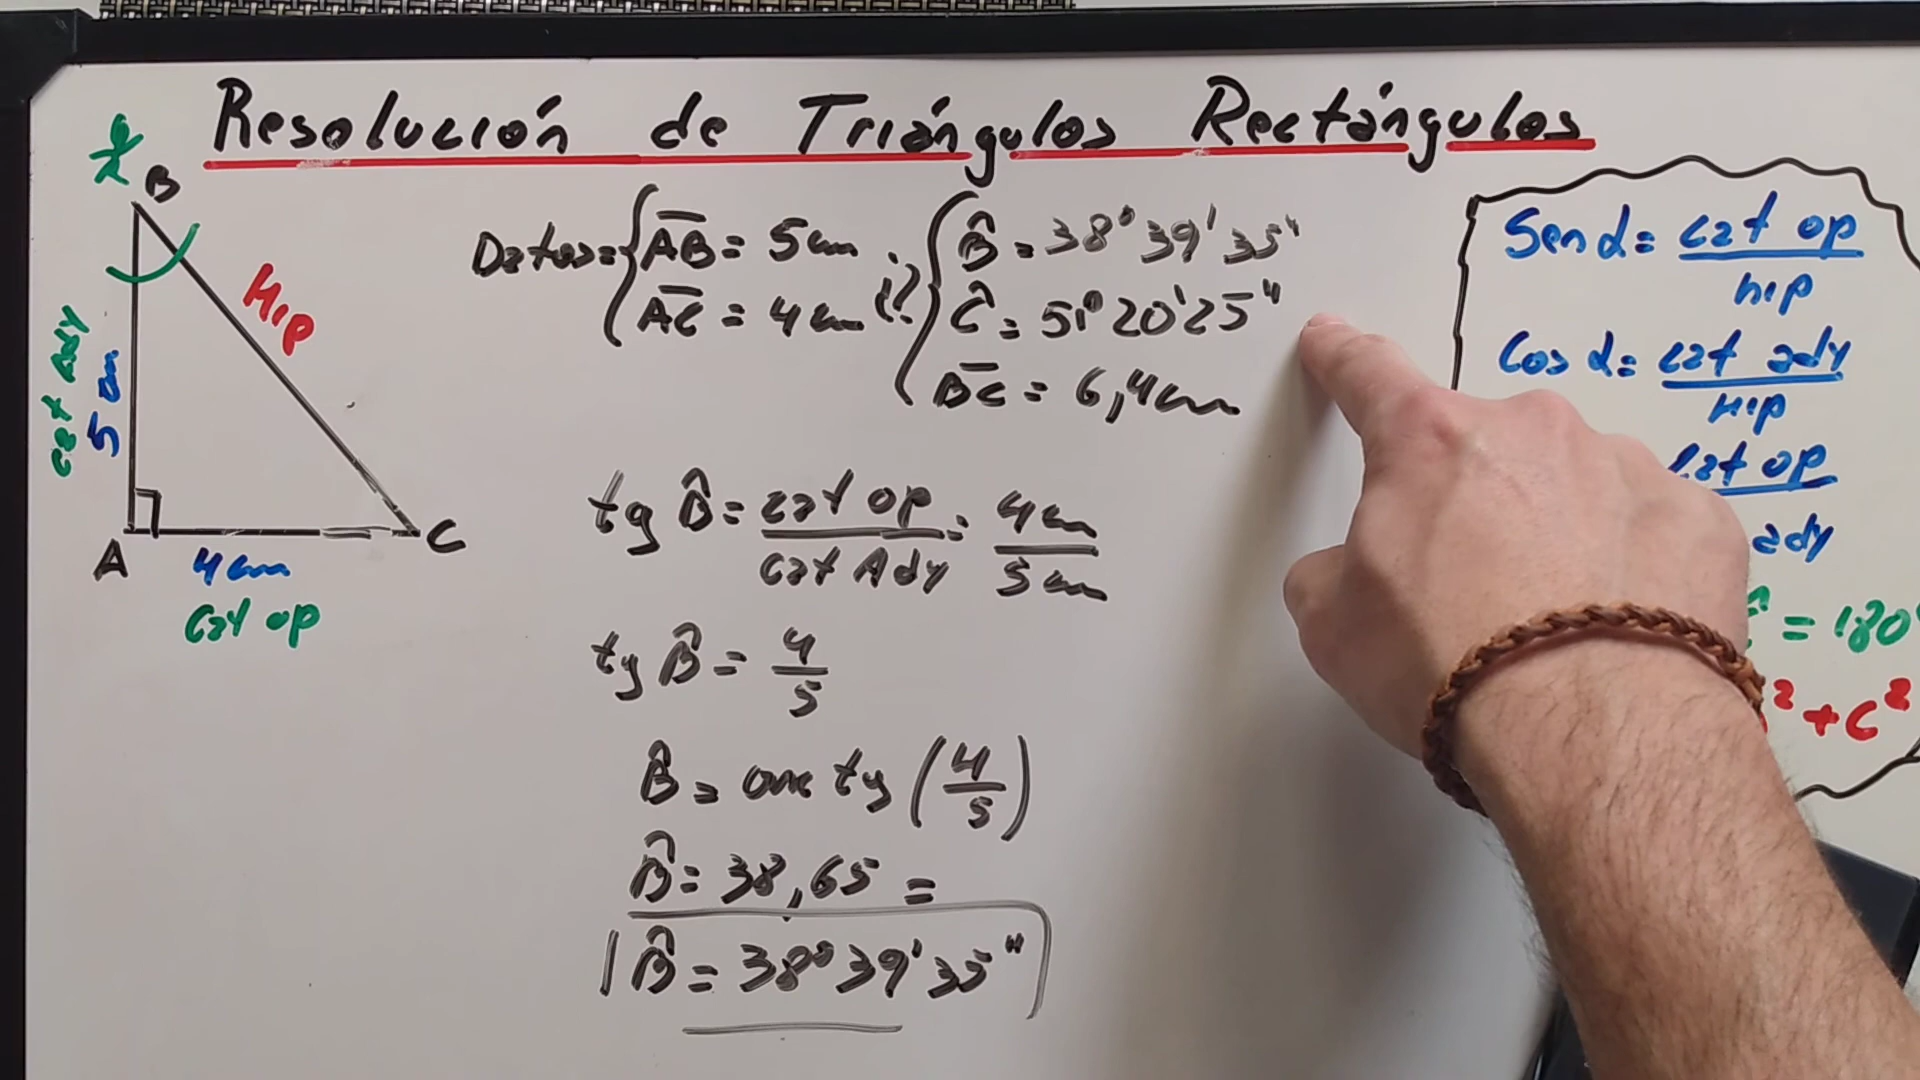 Resolución de Triángulos Rectángulos
B
Hip
cat Ady
5 cm
A
4 cm
C
cat op
Datos = { AB = 5 cm
AC = 4 cm
¿? { B̂ = 38° 39' 35"
Ĉ = 51° 20' 25"
BC = 6,4 cm
tg B̂ = cat op / cat Ady = 4 cm / 5 cm
tg B̂ = 4/5
B̂ = arc tg (4/5)
B̂ = 38,65 =
B̂ = 38° 39' 35"
Sen α = cat op / hip
Cos α = cat ady / hip
cat op
ady
= 180°
² + c²